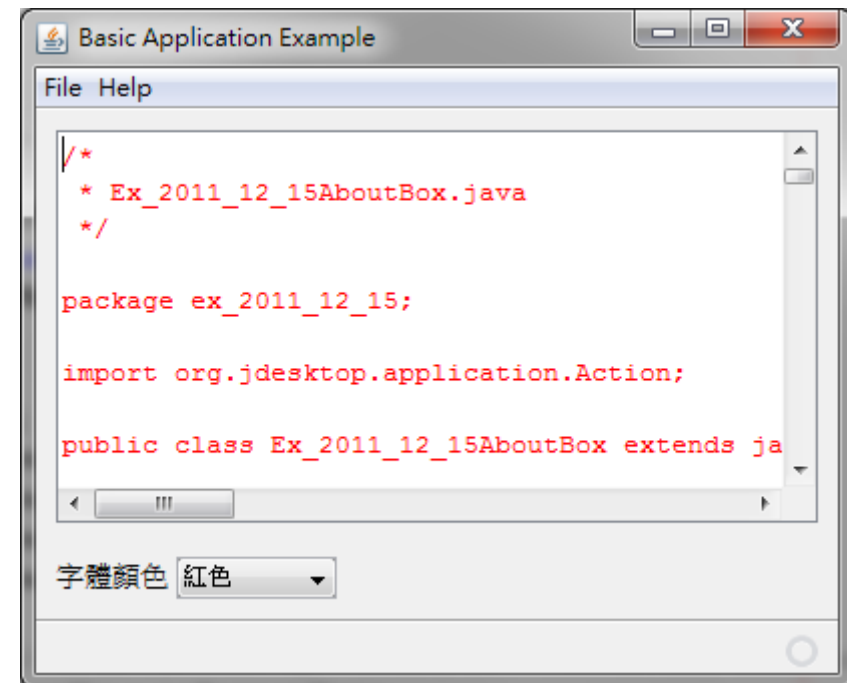 Basic Application Example
File Help
/*
 * Ex_2011_12_15AboutBox.java
 */
package ex_2011_12_15;
import org.jdesktop.application.Action;
public class Ex_2011_12_15AboutBox extends ja
字體顏色 紅色